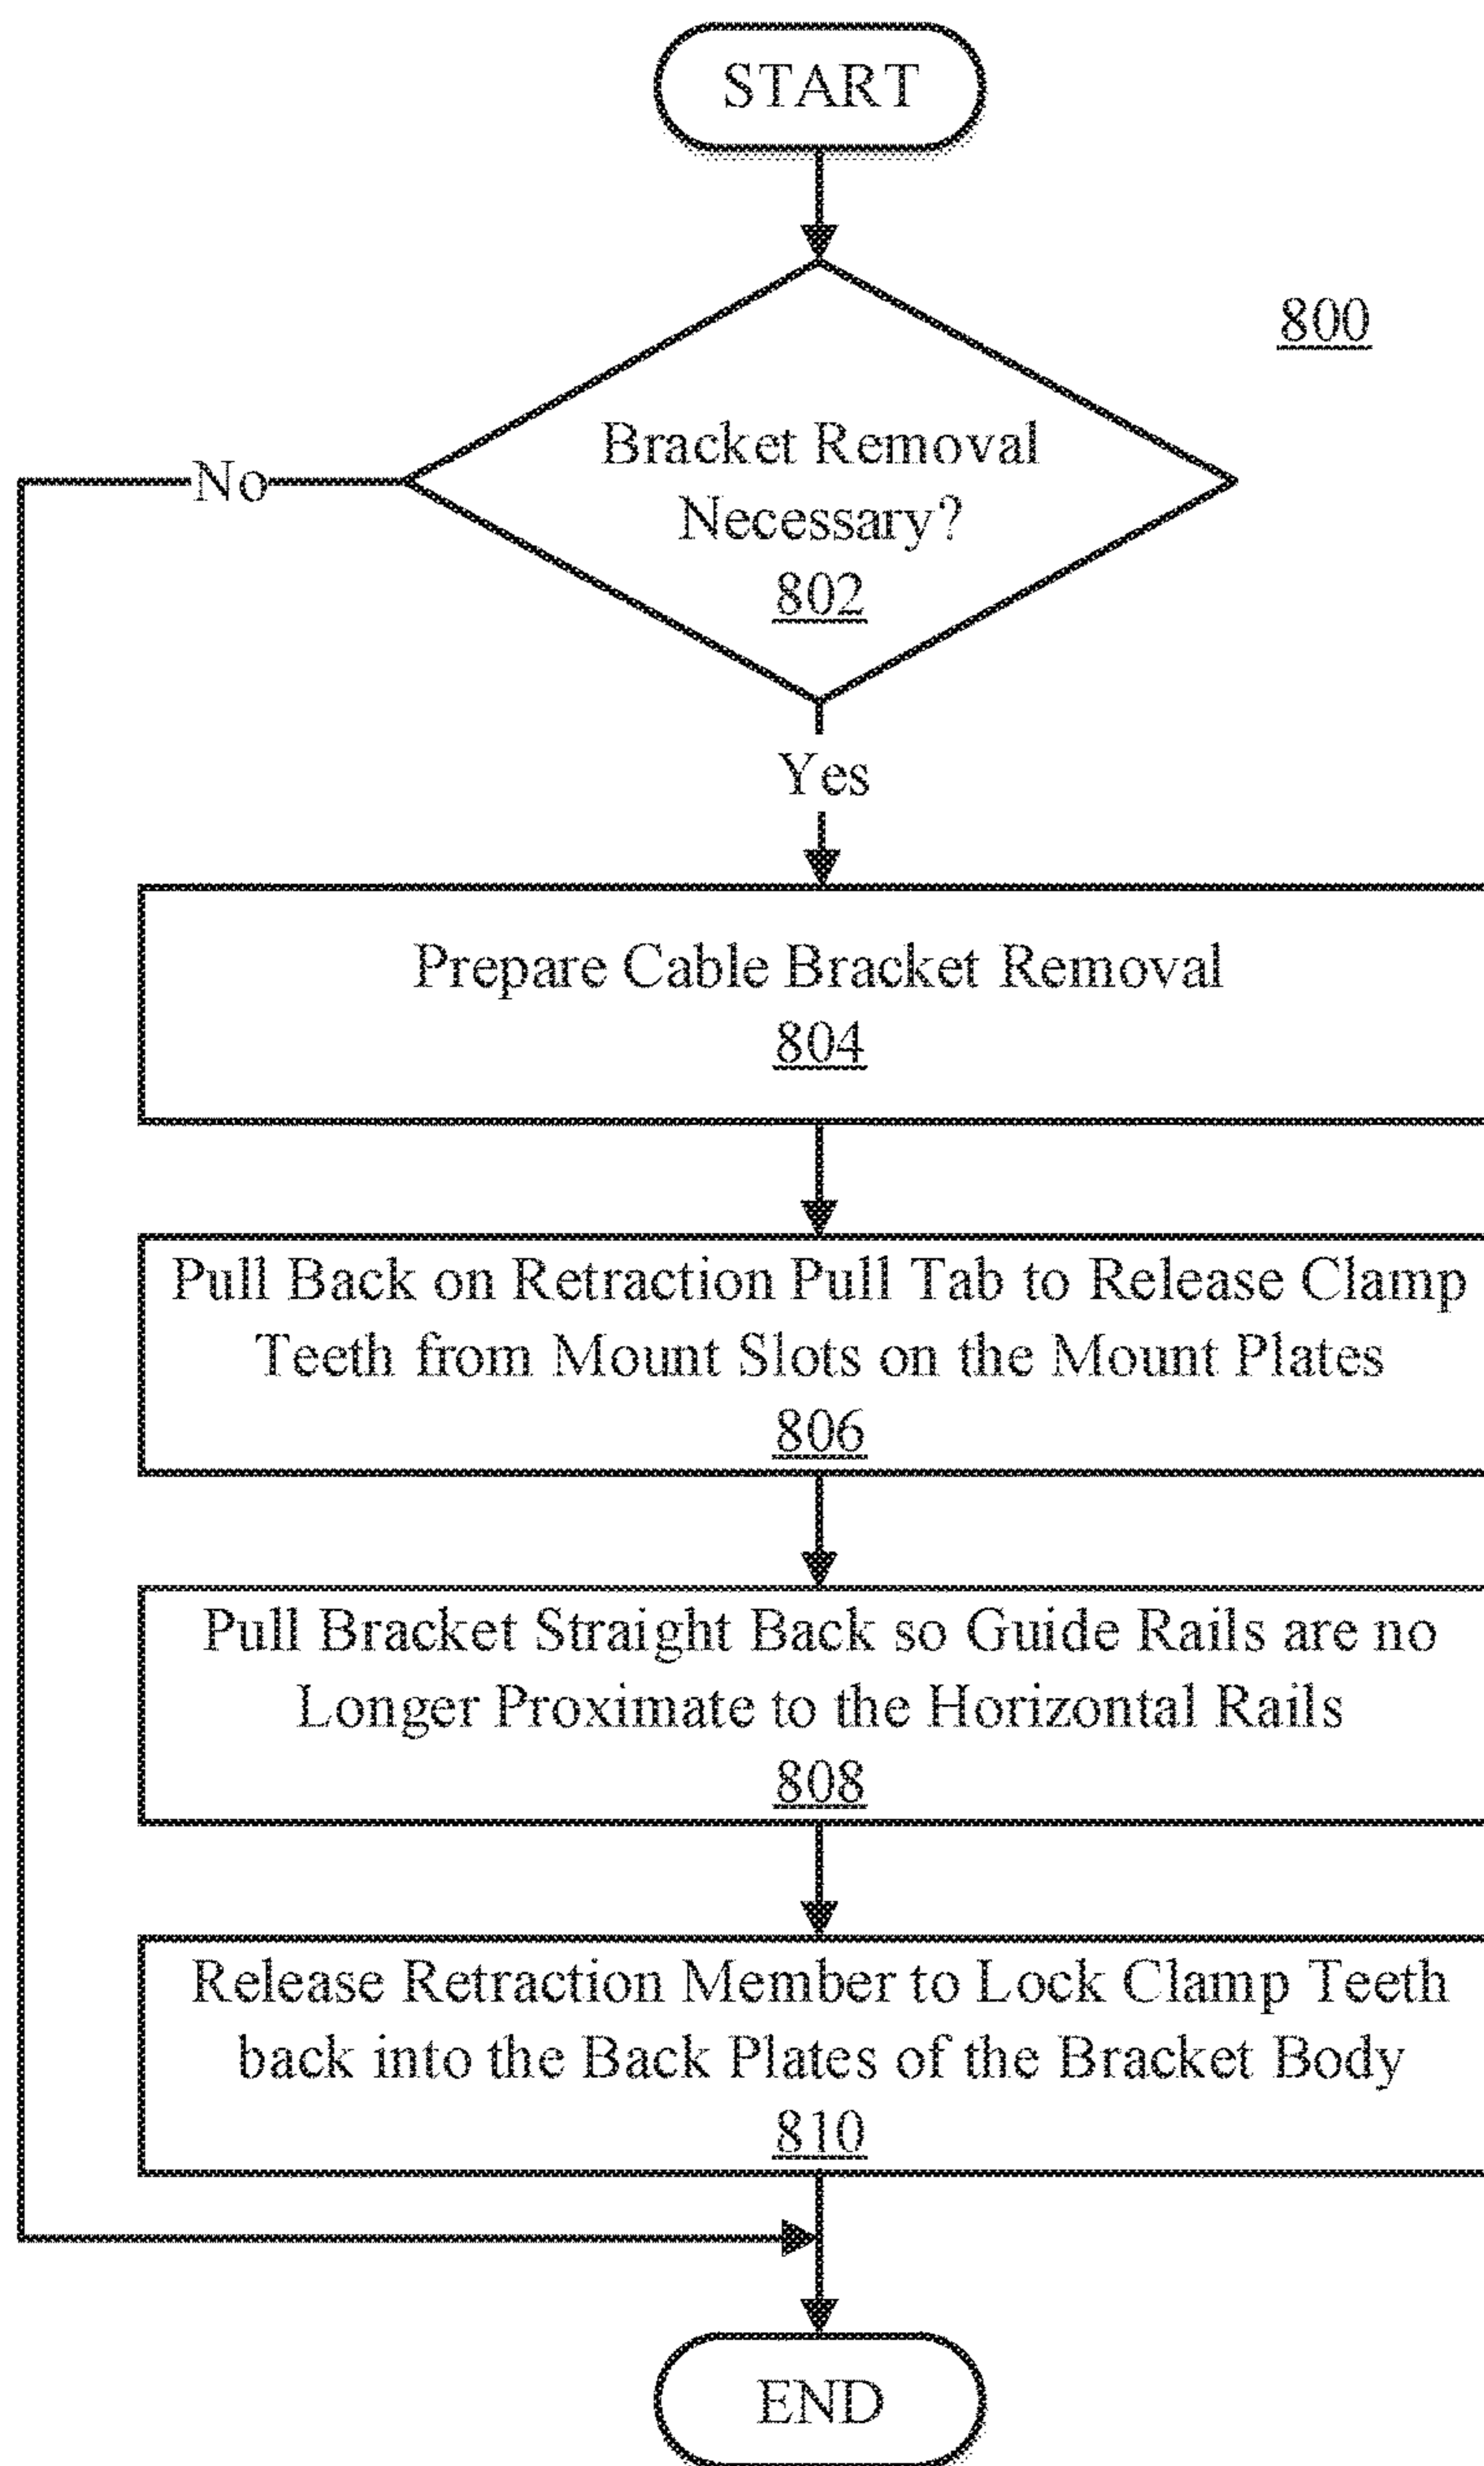 START
800
Bracket Removal
Necessary?
802
No
Yes
Prepare Cable Bracket Removal
804
Pull Back on Retraction Pull Tab to Release Clamp
Teeth from Mount Slots on the Mount Plates
806
Pull Bracket Straight Back so Guide Rails are no
Longer Proximate to the Horizontal Rails
808
Release Retraction Member to Lock Clamp Teeth
back into the Back Plates of the Bracket Body
810
END